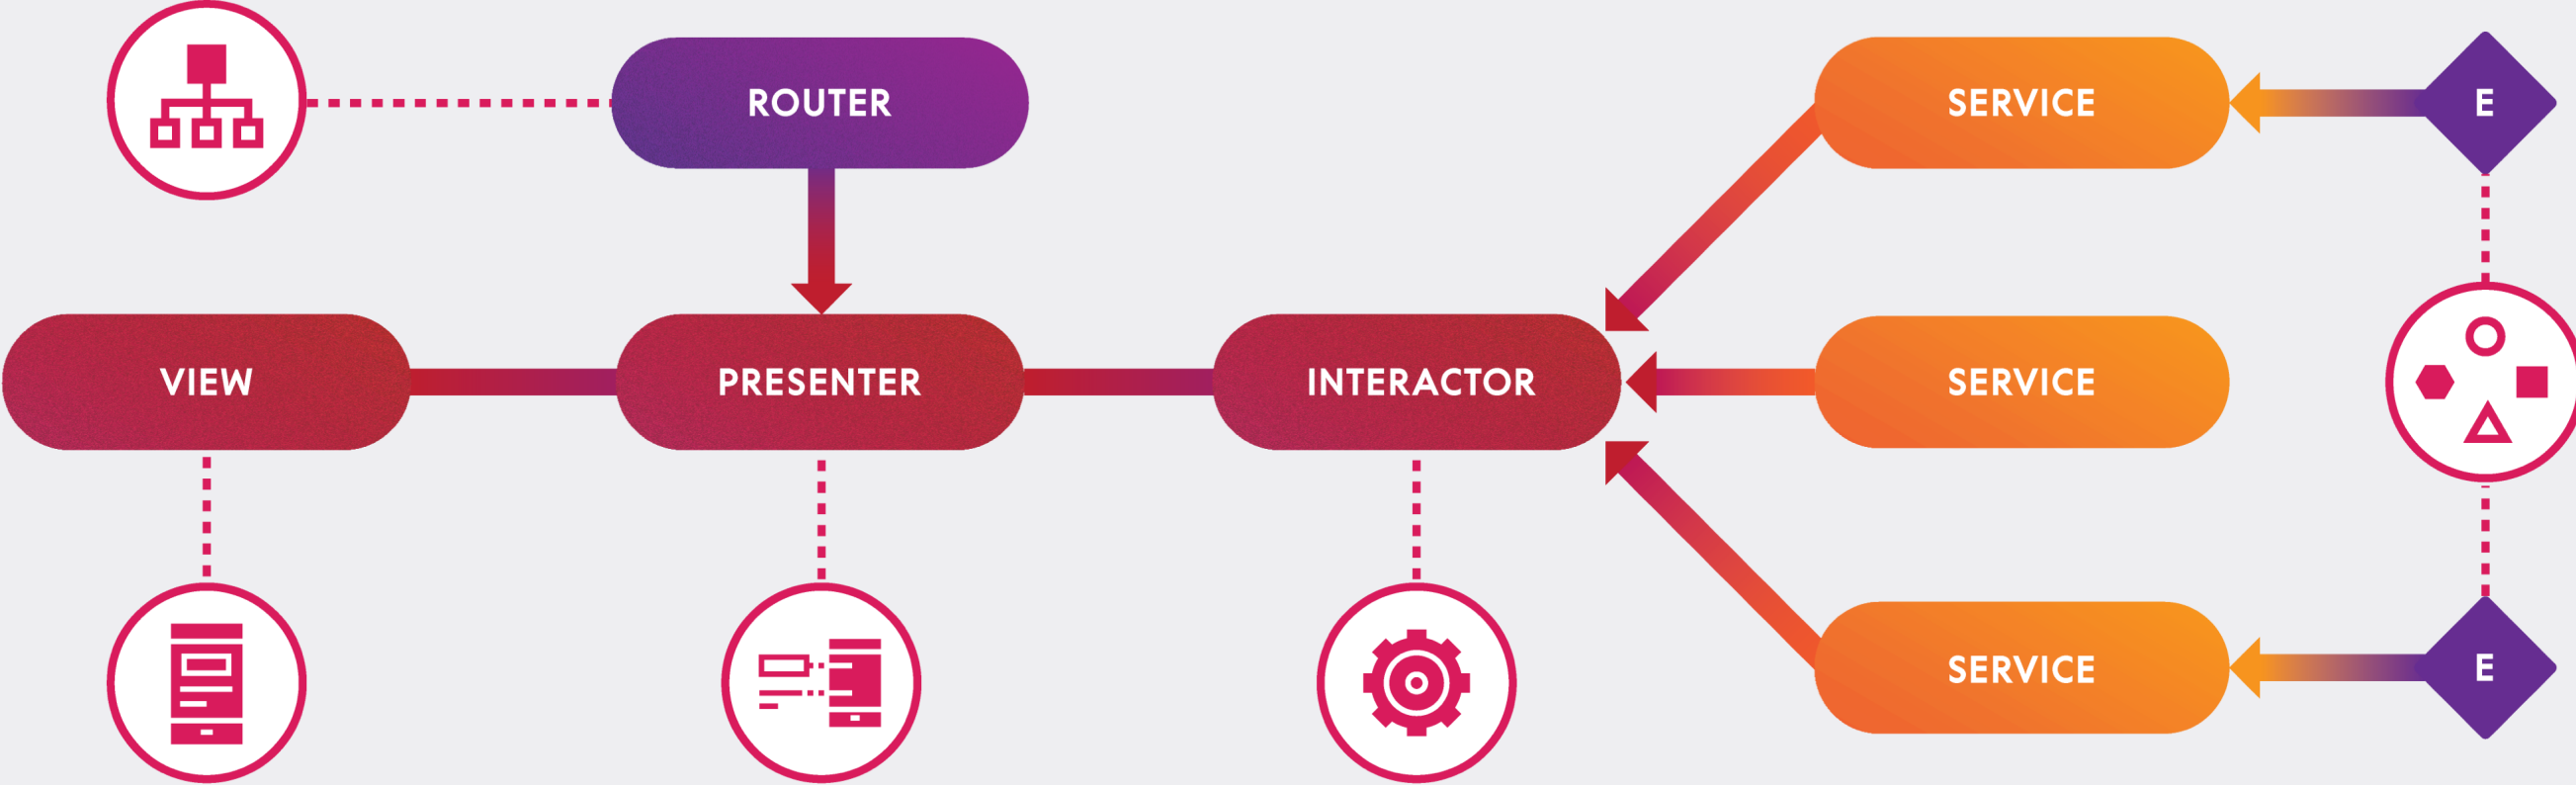 ROUTER
SERVICE
E
VIEW
PRESENTER
INTERACTOR
SERVICE
SERVICE
E